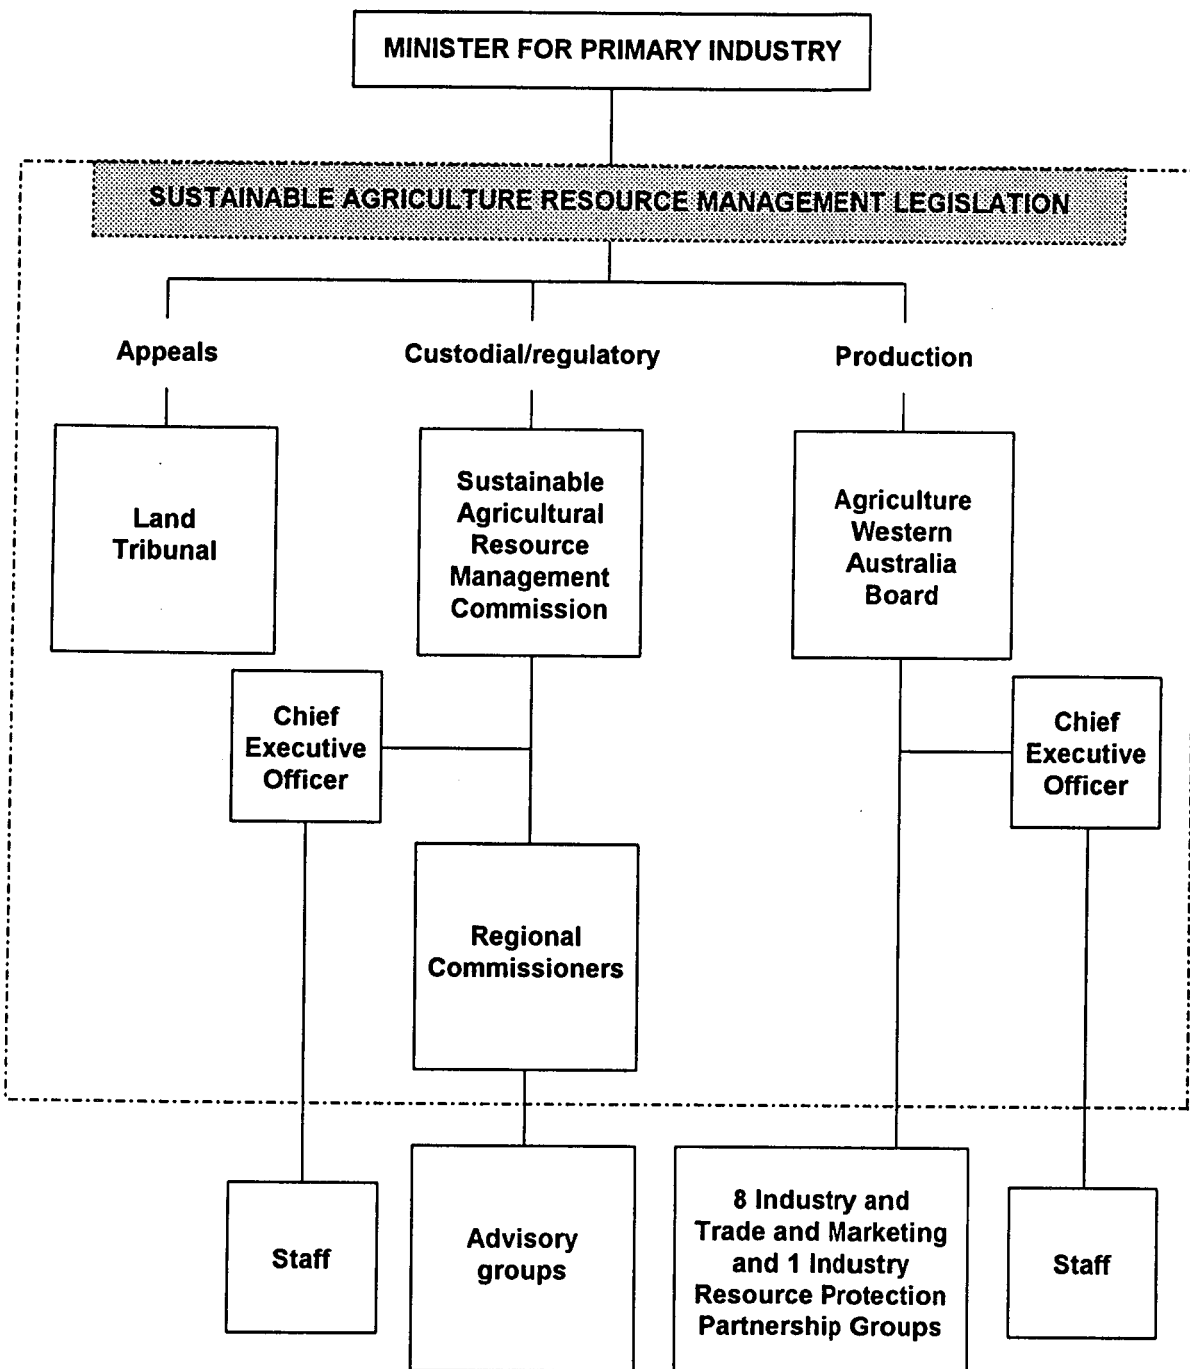 MINISTER FOR PRIMARY INDUSTRY
SUSTAINABLE AGRICULTURE RESOURCE MANAGEMENT LEGISLATION
Appeals
Custodial/regulatory
Production
Land
Tribunal
Sustainable
Agricultural
Resource
Management
Commission
Agriculture
Western
Australia
Board
Chief
Executive
Officer
Chief
Executive
Officer
Regional
Commissioners
Staff
Advisory
groups
8 Industry and
Trade and Marketing
and 1 Industry
Resource Protection
Partnership Groups
Staff